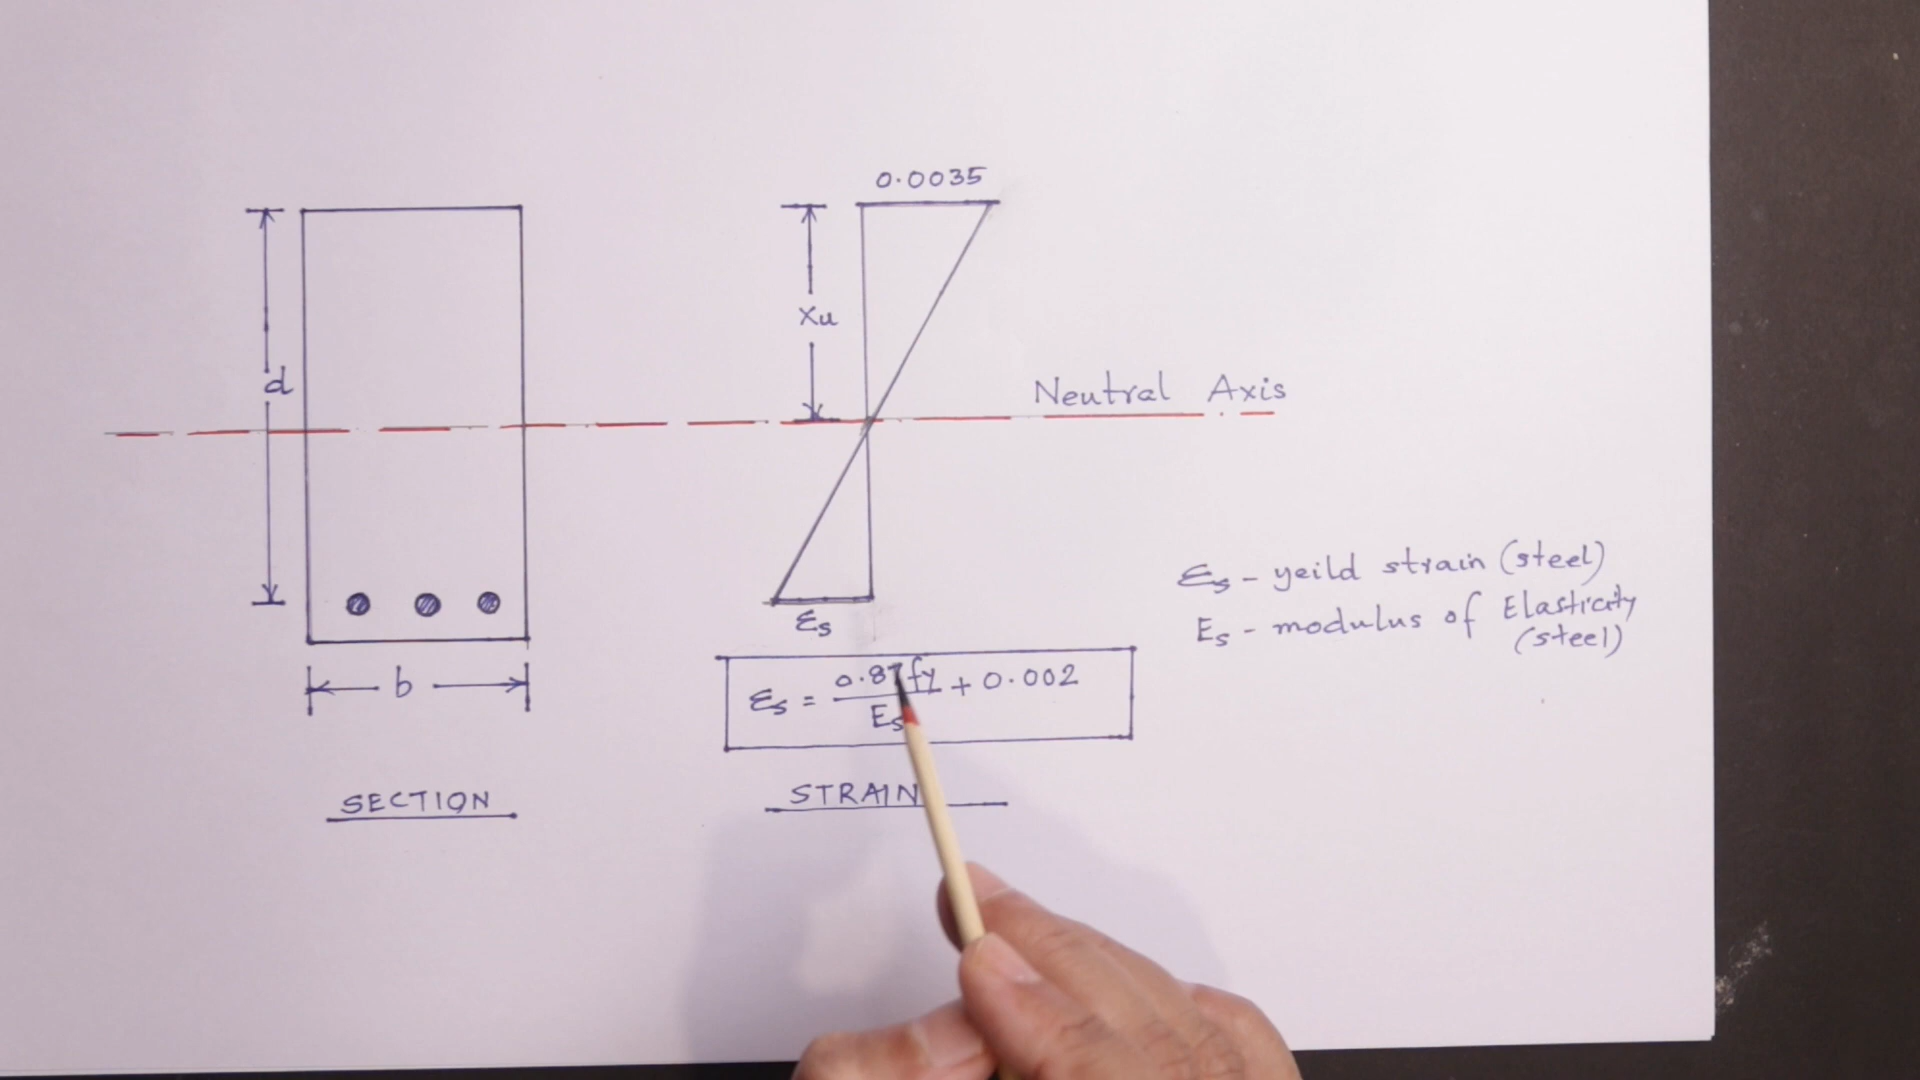 0.0035
d
Xu
Neutral Axis
εs
εs - yeild strain (steel)
Es - modulus of Elasticity
(steel)
εs = 0.87fy/Es + 0.002
b
SECTION
STRAIN